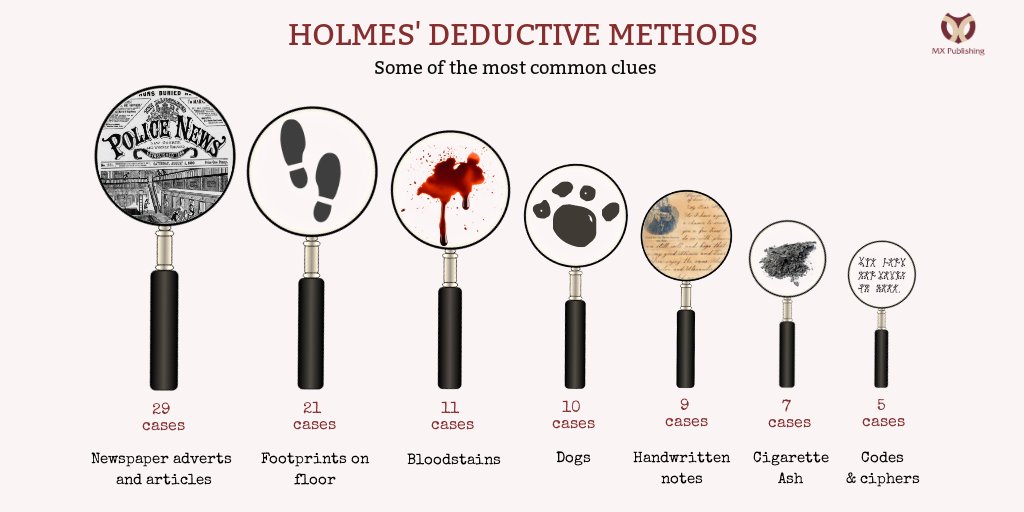 HOLMES' DEDUCTIVE METHODS
Some of the most common clues
MX Publishing
POLICE NEWS
29
cases
Newspaper adverts
and articles
21
cases
Footprints on
floor
11
cases
Bloodstains
10
cases
Dogs
9
cases
Handwritten
notes
7
cases
Cigarette
Ash
5
cases
Codes
& ciphers